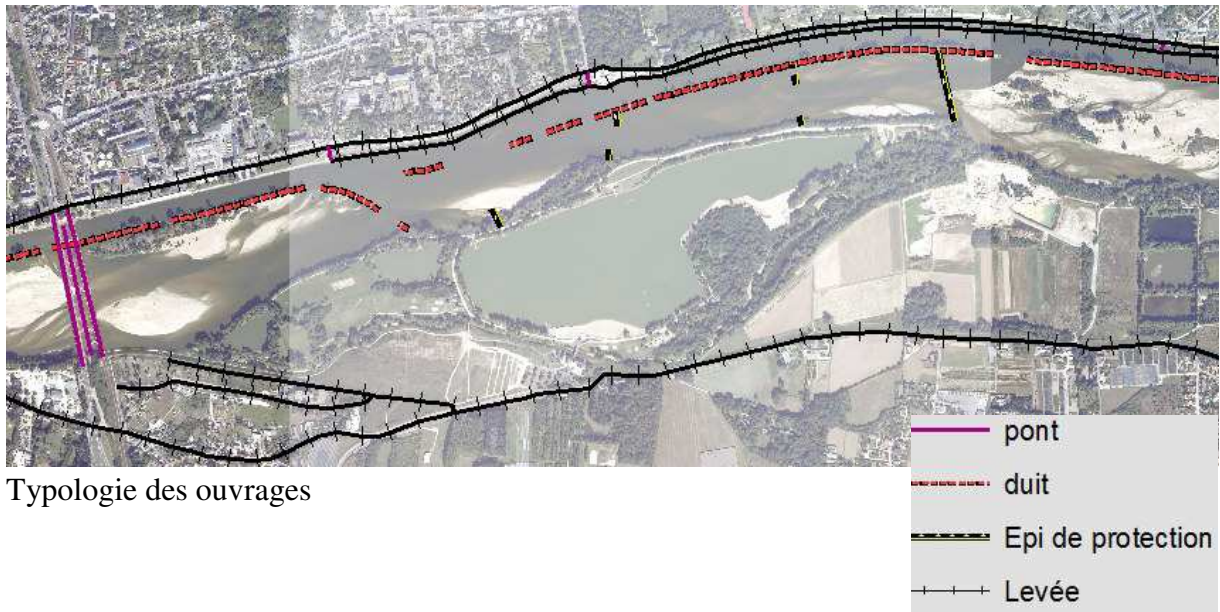 Typologie des ouvrages
pont
duit
Epi de protection
Levée